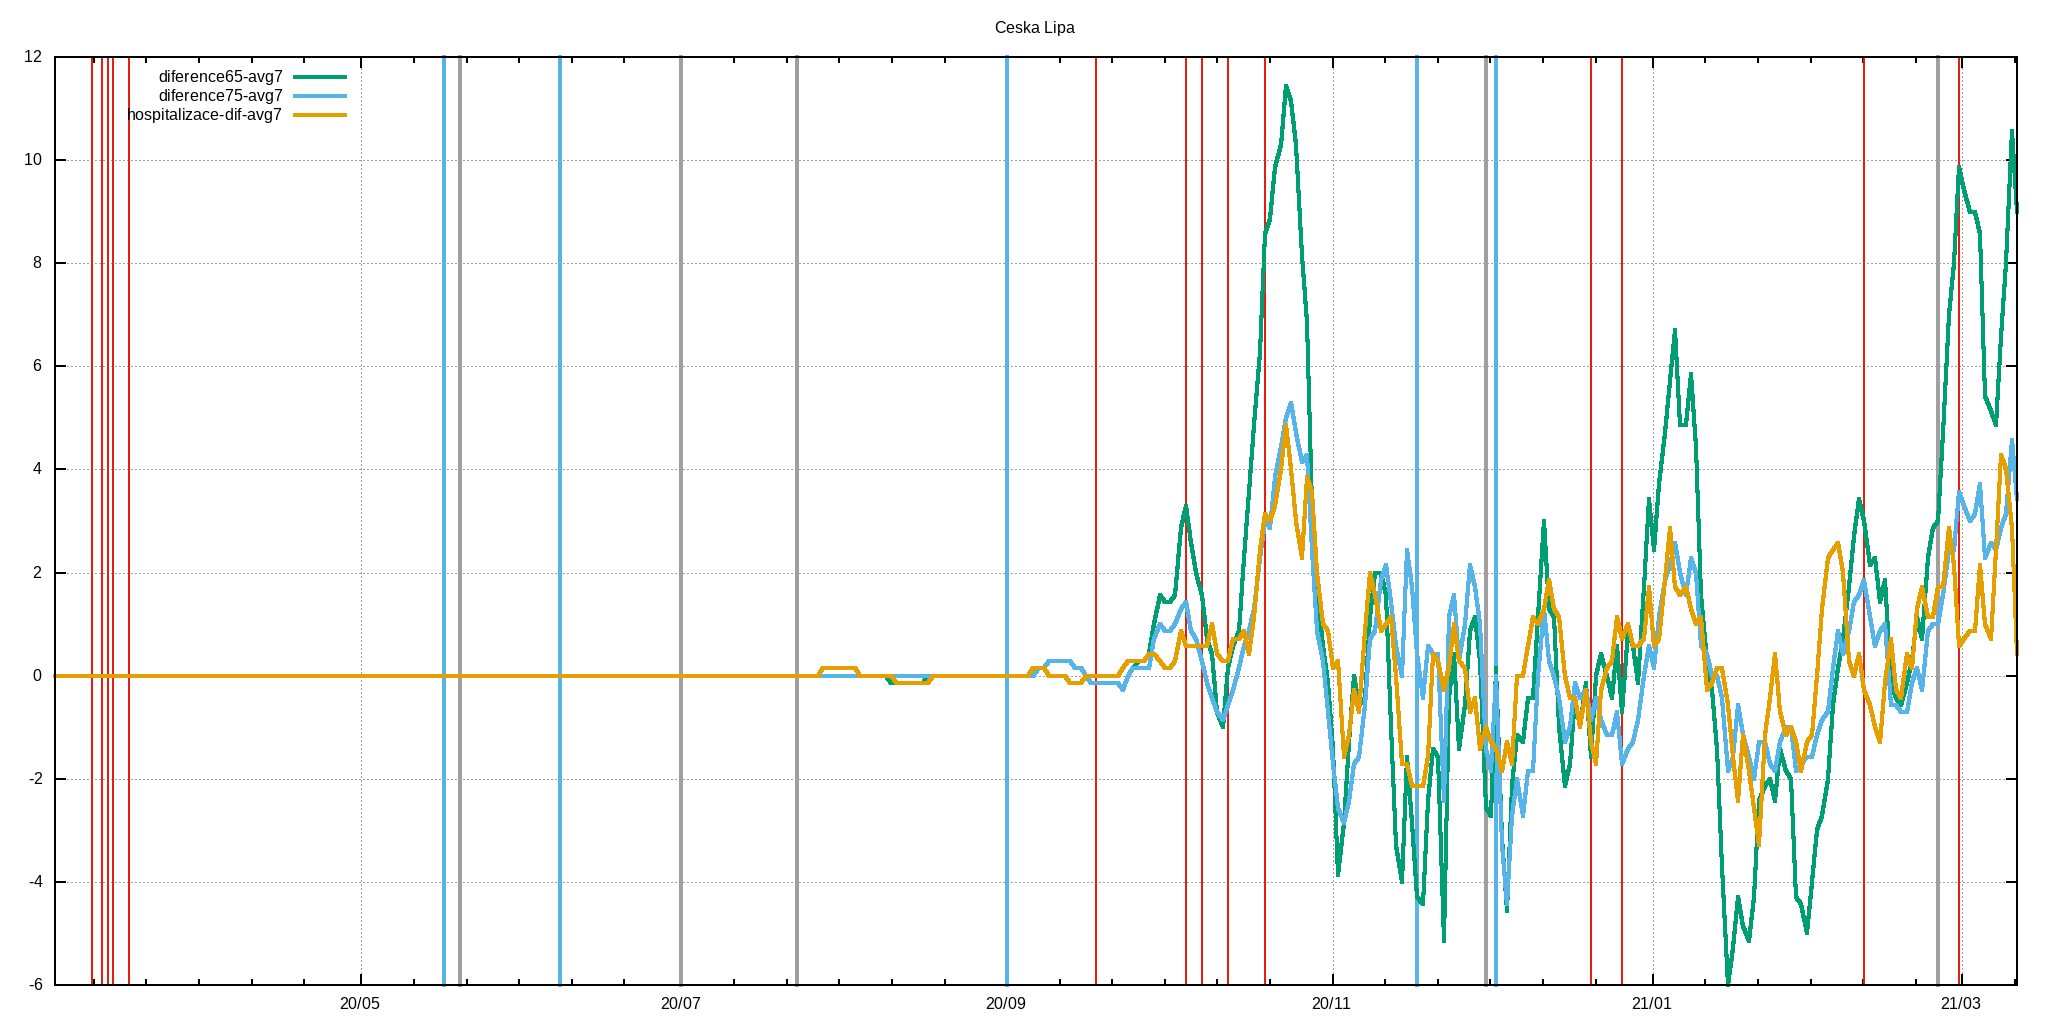 Ceska Lipa
diference65-avg7
diference75-avg7
hospitalizace-dif-avg7
12
10
8
6
4
2
0
-2
-4
-6
20/05 20/07 20/09 20/11 21/01 21/03